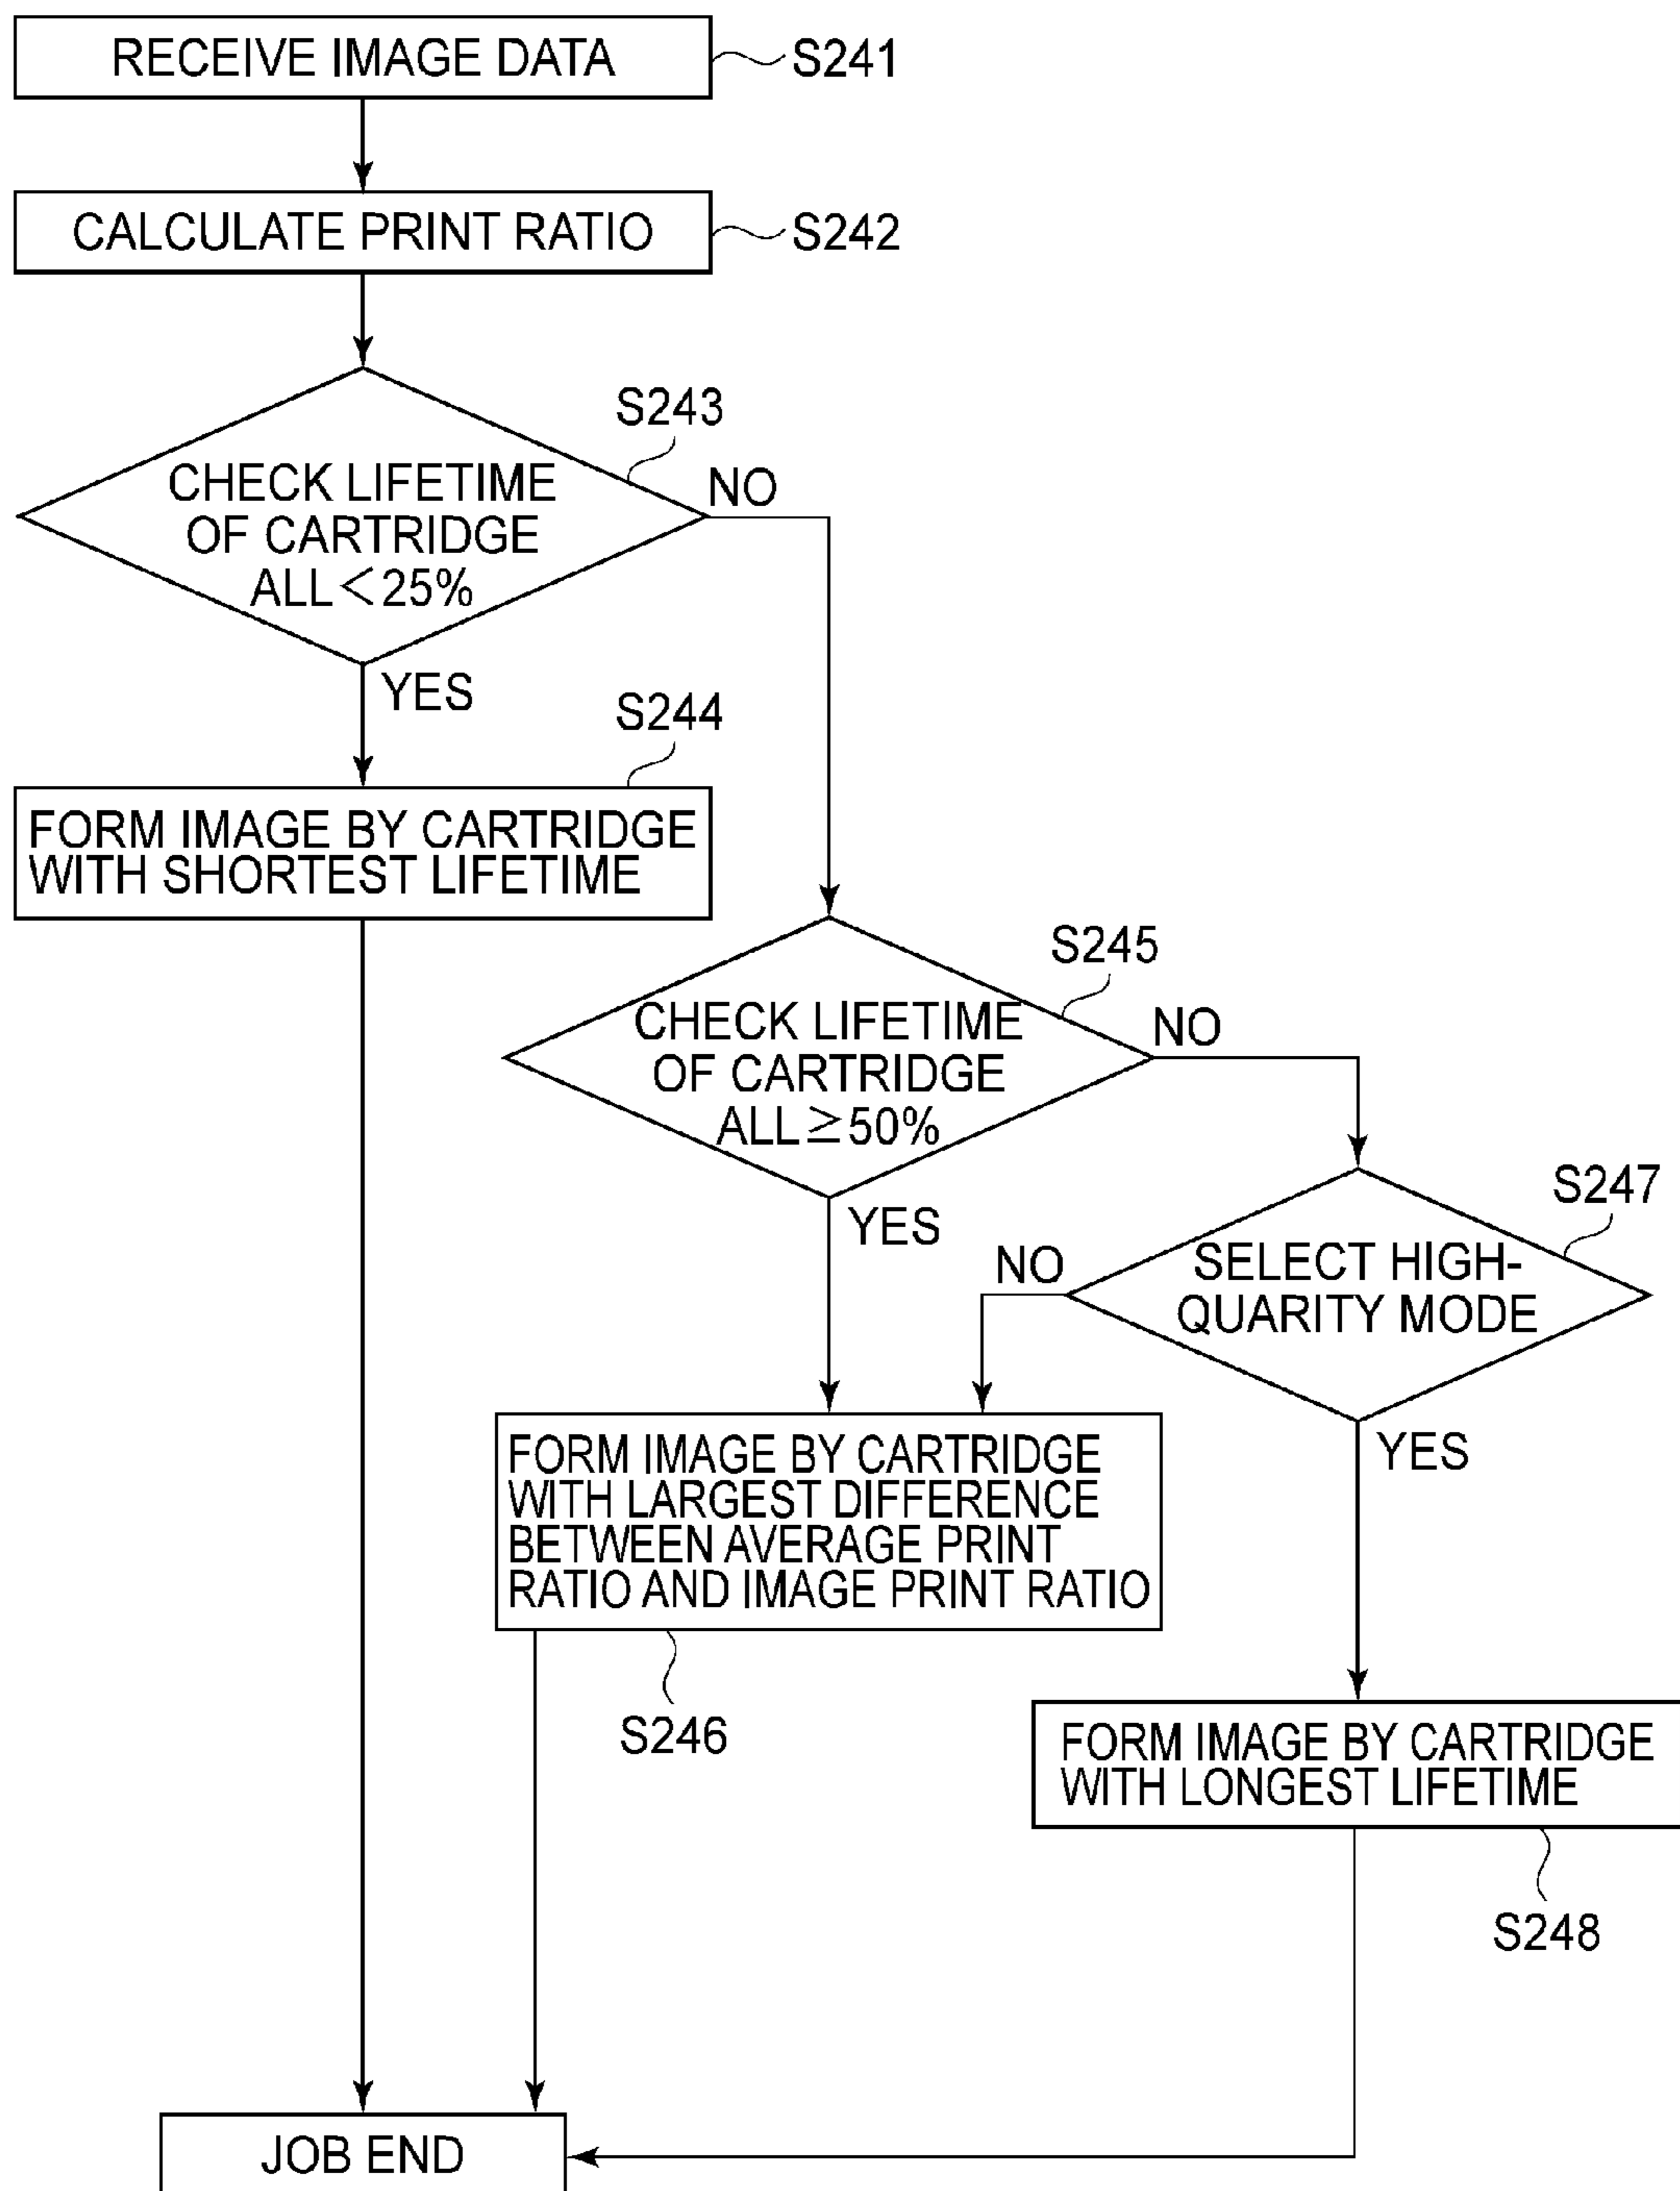 RECEIVE IMAGE DATA
S241
CALCULATE PRINT RATIO
S242
S243
CHECK LIFETIME
OF CARTRIDGE
ALL<25%
NO
YES
S244
FORM IMAGE BY CARTRIDGE
WITH SHORTEST LIFETIME
S245
CHECK LIFETIME
OF CARTRIDGE
ALL≧50%
NO
YES
S247
SELECT HIGH-
QUARITY MODE
NO
YES
FORM IMAGE BY CARTRIDGE
WITH LARGEST DIFFERENCE
BETWEEN AVERAGE PRINT
RATIO AND IMAGE PRINT RATIO
S246
FORM IMAGE BY CARTRIDGE
WITH LONGEST LIFETIME
S248
JOB END